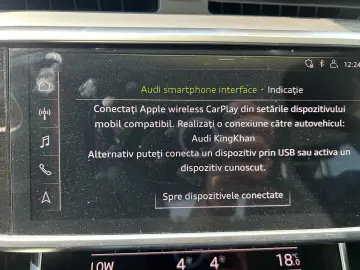 12:24
Audi smartphone interface • Indicație
Conectați Apple wireless CarPlay din setările dispozitivului
mobil compatibil. Realizați o conexiune către autovehicul:
Audi KingKhan
Alternativ puteți conecta un dispozitiv prin USB sau activa un
dispozitiv cunoscut.
Spre dispozitivele conectate
LOW 4 4 18°C